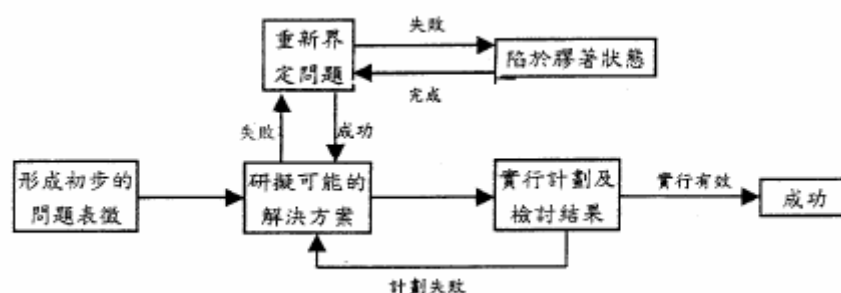 重新界
定問題
失敗
陷於膠著狀態
完成
失敗
成功
形成初步的
問題表徵
研擬可能的
解決方案
實行計劃及
檢討結果
實行有效
成功
計劃失敗